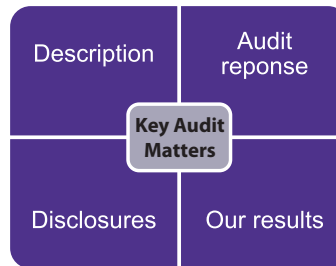 Description
Audit
reponse
Key Audit
Matters
Disclosures
Our results